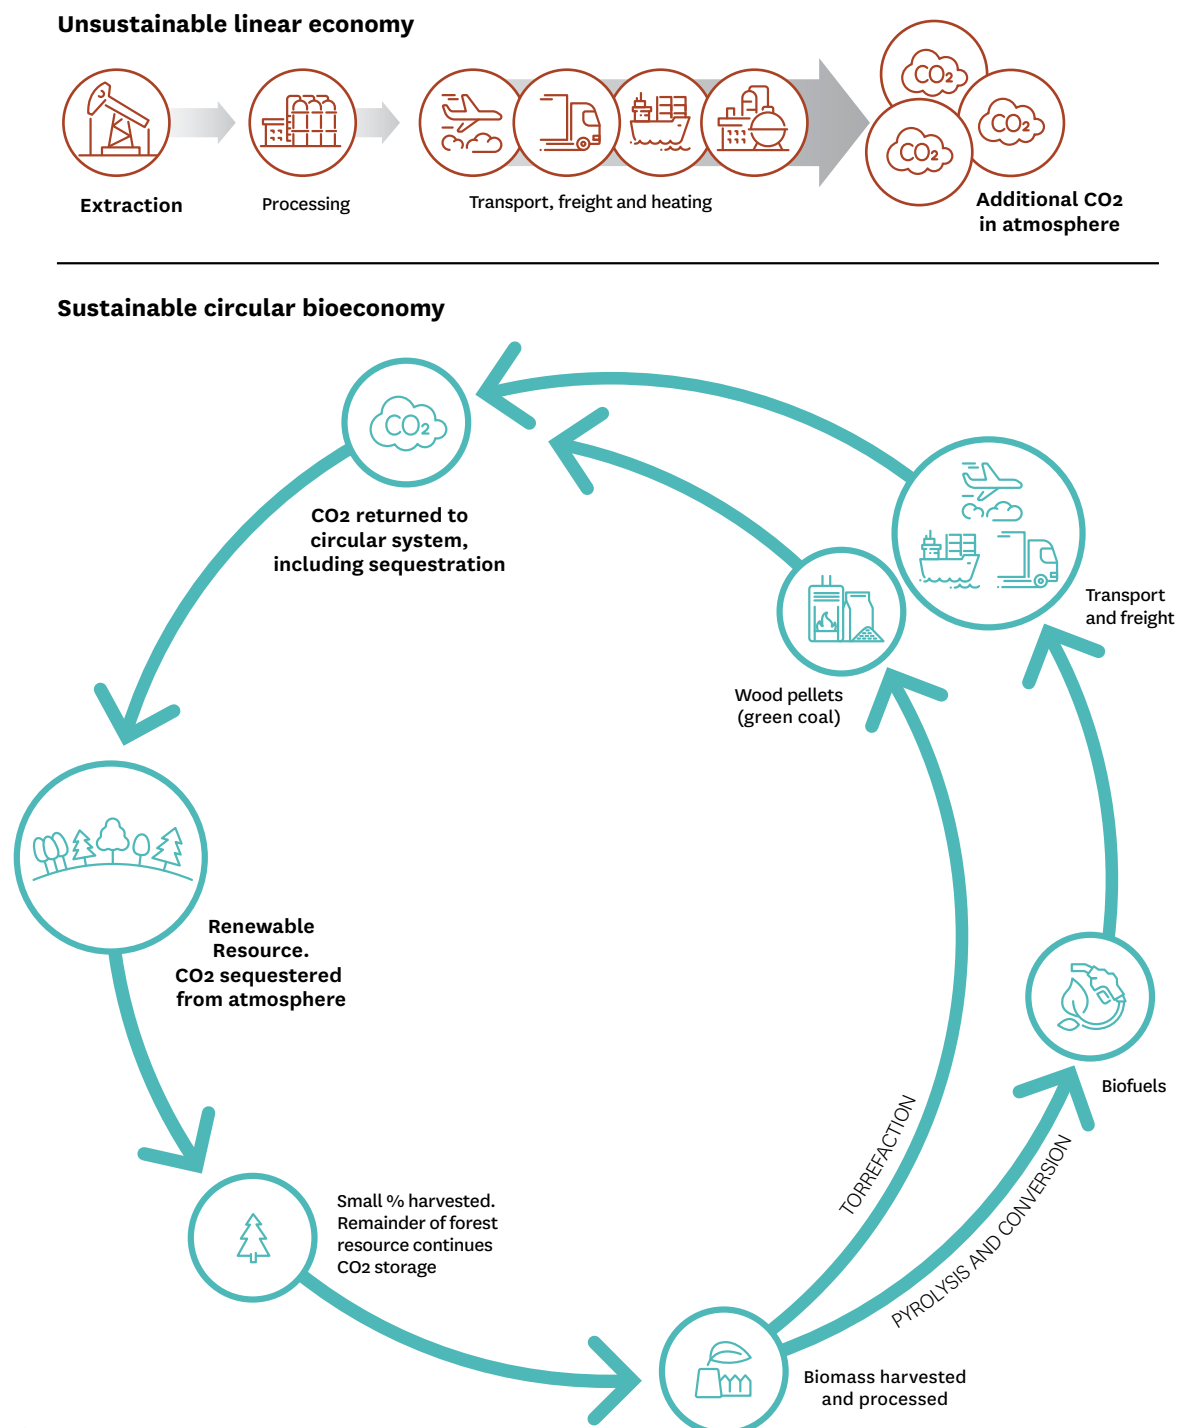 Unsustainable linear economy
CO2
CO2
CO2
Extraction
Processing
Transport, freight and heating
Additional CO2
in atmosphere
Sustainable circular bioeconomy
CO2
CO2 returned to
circular system,
including sequestration
Transport
and freight
Wood pellets
(green coal)
Renewable
Resource.
CO2 sequestered
from atmosphere
Biofuels
TORREFACTION
PYROLYSIS AND CONVERSION
Small % harvested.
Remainder of forest
resource continues
CO2 storage
Biomass harvested
and processed